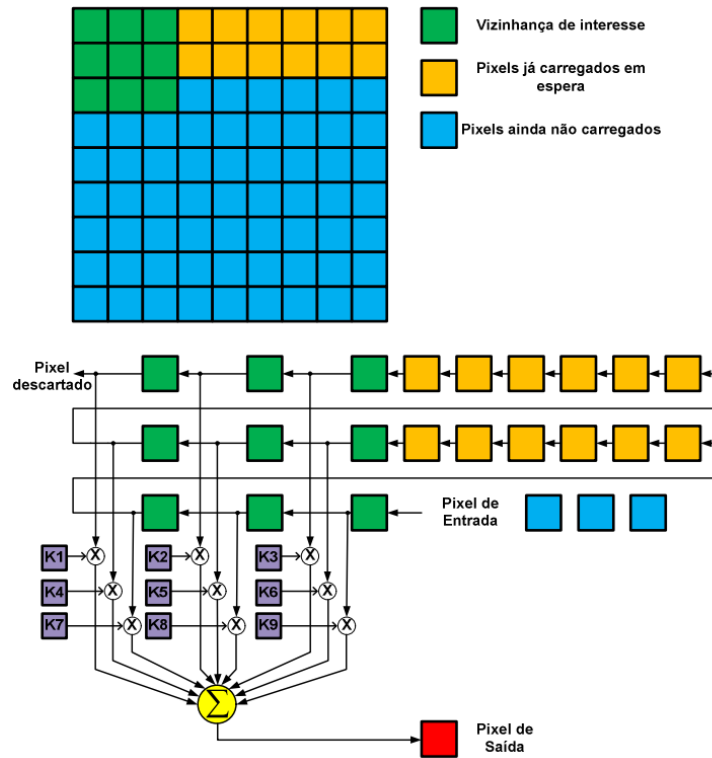 Vizinhança de interesse
Pixels já carregados em
espera
Pixels ainda não carregados
Pixel
descartado
Pixel de
Entrada
K1
K2
K3
X
X
X
K4
K5
K6
X
X
X
K7
K8
K9
X
X
X
Σ
Pixel de
Saída